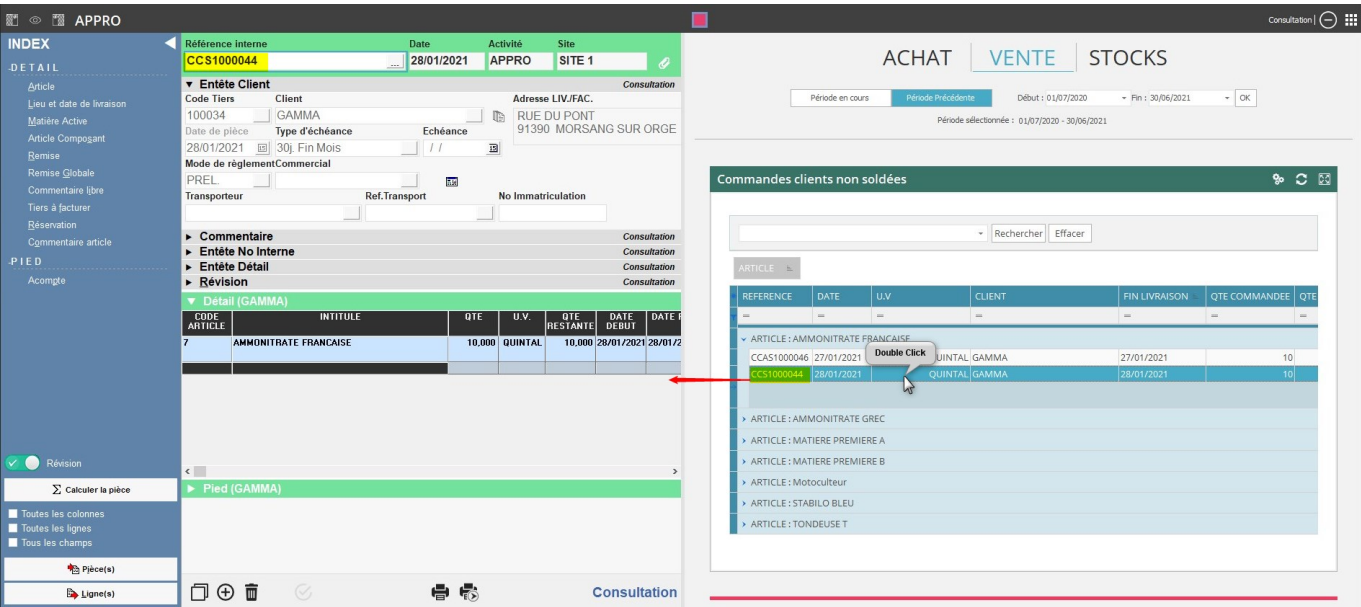 APPRO
Consultation
INDEX
DETAIL
Article
Lieu et date de livraison
Matière Active
Article Composant
Remise
Remise Globale
Commentaire libre
Tiers à facturer
Réservation
Commentaire article
PIED
Acompte
Révision
Σ Calculer la pièce
Toutes les colonnes
Toutes les lignes
Tous les champs
Pièce(s)
Ligne(s)
Référence interne Date Activité Site
CCS1000044 ... 28/01/2021 APPRO SITE 1
Entête Client Consultation
Code Tiers Client Adresse LIV./FAC.
100034 GAMMA RUE DU PONT
91390 MORSANG SUR ORGE
Date de pièce Type d'échéance Echéance
28/01/2021 30j. Fin Mois / /
Mode de règlement Commercial
PREL.
Transporteur Ref.Transport No Immatriculation
Commentaire Consultation
Entête No Interne Consultation
Entête Détail Consultation
Révision Consultation
Détail (GAMMA)
CODE ARTICLE INTITULE QTE U.V. QTE RESTANTE DATE DEBUT DATE F
7 AMMONITRATE FRANCAISE 10,000 QUINTAL 10,000 28/01/2021 28/01/2
Pied (GAMMA)
Consultation
ACHAT VENTE STOCKS
Période en cours Période Précédente Début : 01/07/2020 Fin : 30/06/2021 OK
Période sélectionnée : 01/07/2020 - 30/06/2021
Commandes clients non soldées
Rechercher Effacer
ARTICLE
REFERENCE DATE U.V CLIENT FIN LIVRAISON QTE COMMANDEE QTE
= = = = = =
ARTICLE : AMMONITRATE FRANCAISE
CCAS1000046 27/01/2021 QUINTAL GAMMA 27/01/2021 10
Double Click
CCS1000044 28/01/2021 QUINTAL GAMMA 28/01/2021 10
ARTICLE : AMMONITRATE GREC
ARTICLE : MATIERE PREMIERE A
ARTICLE : MATIERE PREMIERE B
ARTICLE : Motoculteur
ARTICLE : STABILO BLEU
ARTICLE : TONDEUSE T